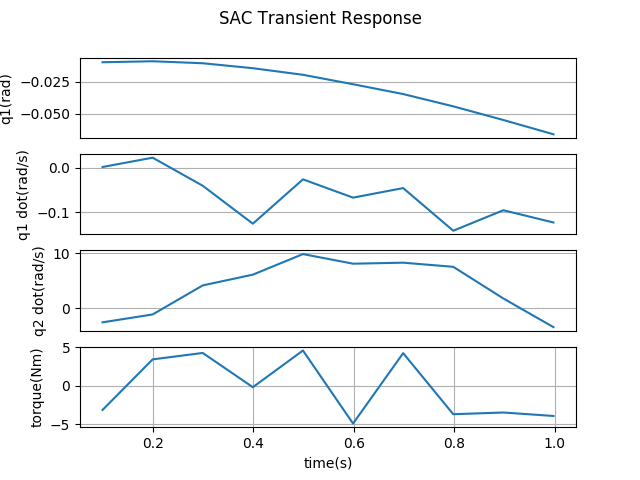 SAC Transient Response
q1(rad)
−0.025
−0.050
q1 dot(rad/s)
0.0
−0.1
q2 dot(rad/s)
10
0
torque(Nm)
5
0
−5
0.2 0.4 0.6 0.8 1.0
time(s)